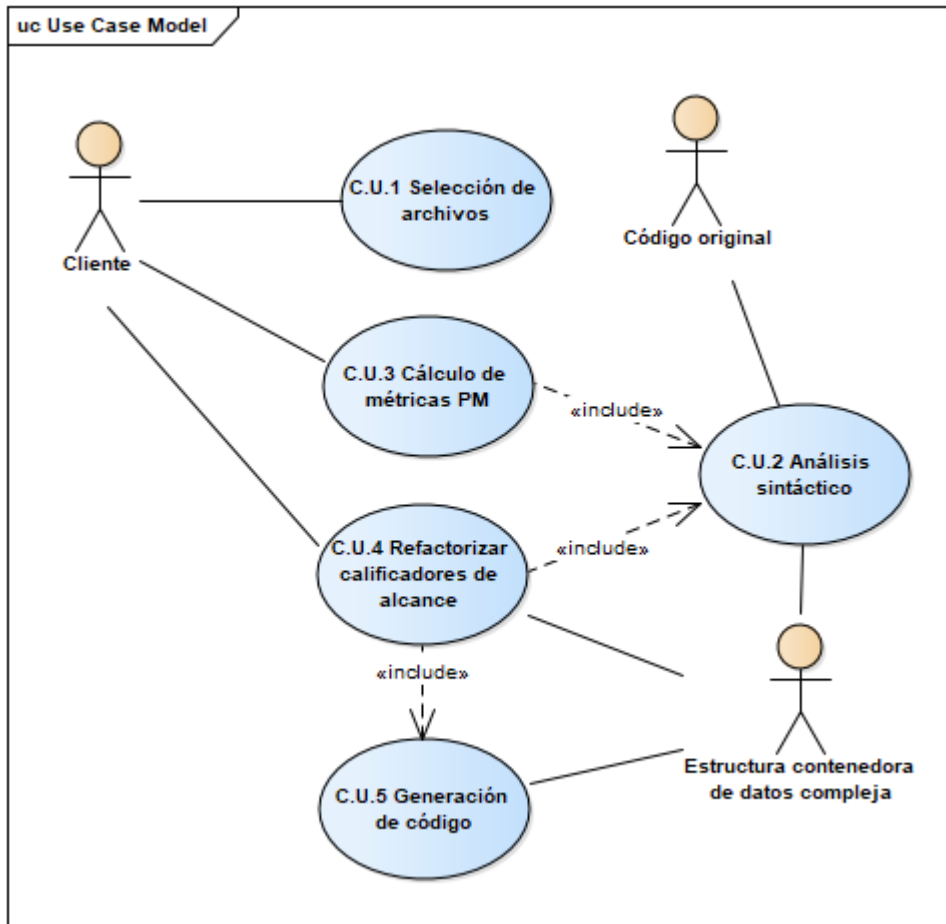 uc Use Case Model
C.U.1 Selección de
archivos
Código original
Cliente
C.U.3 Cálculo de
métricas PM
«include»
C.U.2 Análisis
sintáctico
C.U.4 Refactorizar
calificadores de
alcance
«include»
«include»
C.U.5 Generación
de código
Estructura contenedora
de datos compleja